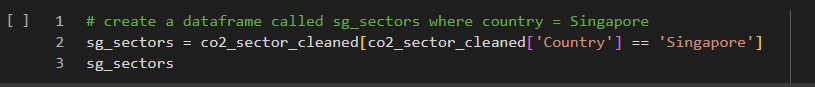 [ ] 1 # create a dataframe called sg_sectors where country = Singapore
2 sg_sectors = co2_sector_cleaned[co2_sector_cleaned['Country'] == 'Singapore']
3 sg_sectors